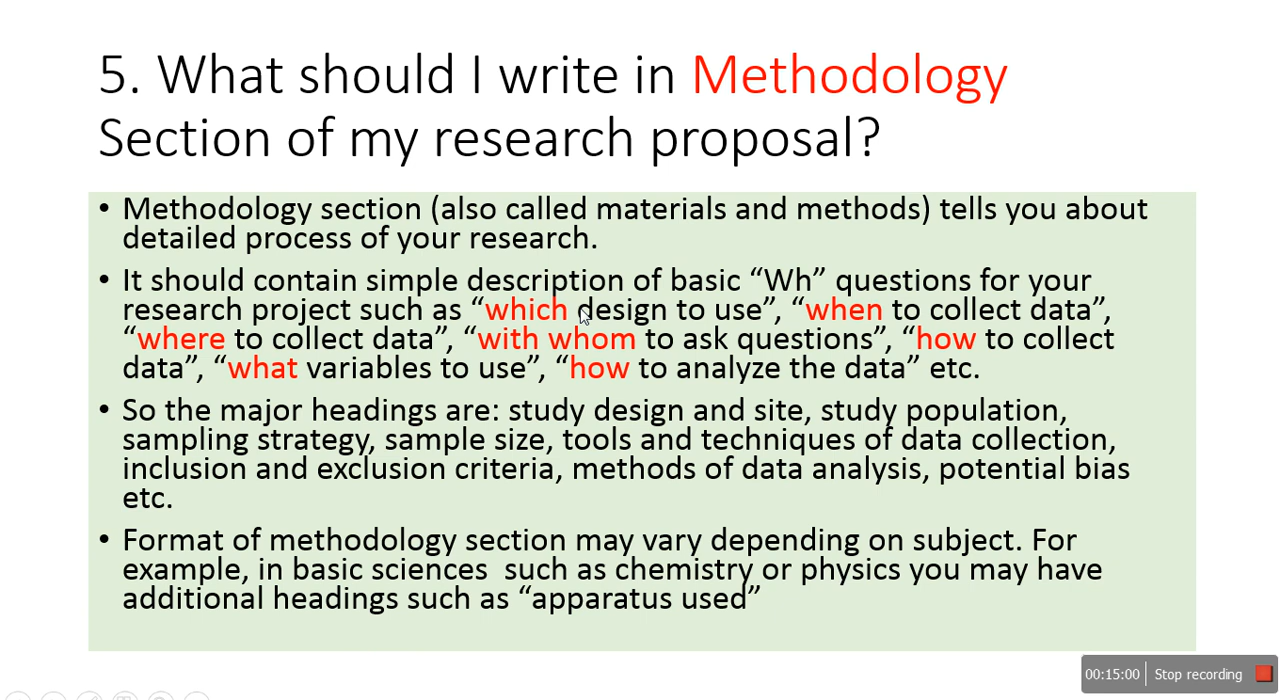 5. What should I write in Methodology
Section of my research proposal?
• Methodology section (also called materials and methods) tells you about
detailed process of your research.
• It should contain simple description of basic “Wh” questions for your
research project such as “which design to use”, “when to collect data”,
“where to collect data”, “with whom to ask questions”, “how to collect
data”, “what variables to use”, “how to analyze the data” etc.
• So the major headings are: study design and site, study population,
sampling strategy, sample size, tools and techniques of data collection,
inclusion and exclusion criteria, methods of data analysis, potential bias
etc.
• Format of methodology section may vary depending on subject. For
example, in basic sciences  such as chemistry or physics you may have
additional headings such as “apparatus used”
00:15:00 Stop recording